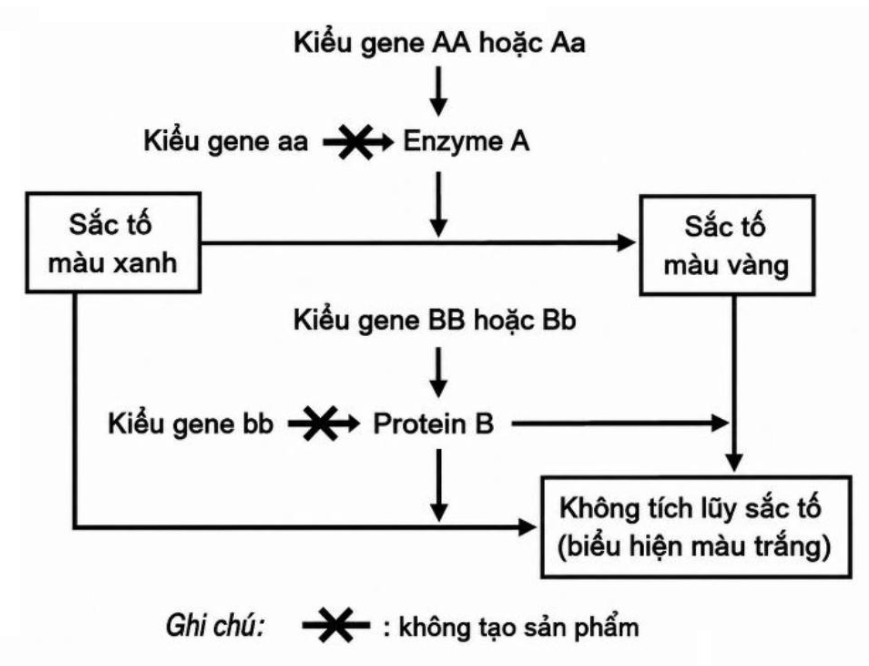 Kiểu gene AA hoặc Aa
Kiểu gene aa
Enzyme A
Sắc tố
màu xanh
Sắc tố
màu vàng
Kiểu gene BB hoặc Bb
Kiểu gene bb
Protein B
Không tích lũy sắc tố
(biểu hiện màu trắng)
Ghi chú:
: không tạo sản phẩm